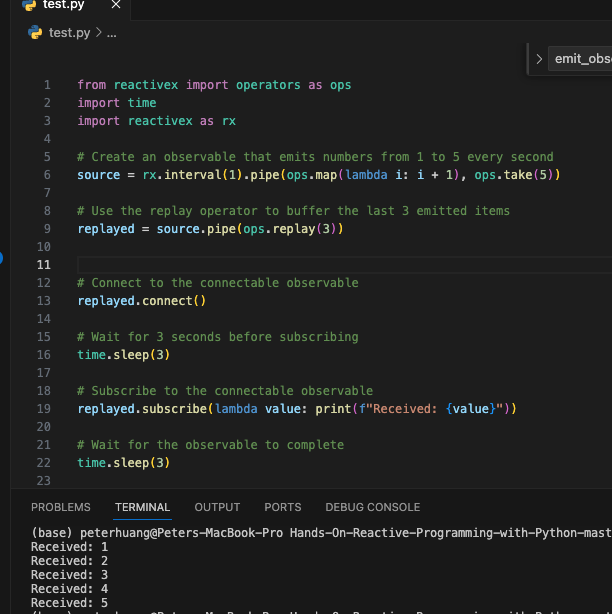 test.py ×
test.py > ...
> emit_obs
1 from reactivex import operators as ops
2 import time
3 import reactivex as rx
4
5 # Create an observable that emits numbers from 1 to 5 every second
6 source = rx.interval(1).pipe(ops.map(lambda i: i + 1), ops.take(5))
7
8 # Use the replay operator to buffer the last 3 emitted items
9 replayed = source.pipe(ops.replay(3))
10
11
12 # Connect to the connectable observable
13 replayed.connect()
14
15 # Wait for 3 seconds before subscribing
16 time.sleep(3)
17
18 # Subscribe to the connectable observable
19 replayed.subscribe(lambda value: print(f"Received: {value}"))
20
21 # Wait for the observable to complete
22 time.sleep(3)
23
PROBLEMS TERMINAL OUTPUT PORTS DEBUG CONSOLE
(base) peterhuang@Peters-MacBook-Pro Hands-On-Reactive-Programming-with-Python-mast
Received: 1
Received: 2
Received: 3
Received: 4
Received: 5